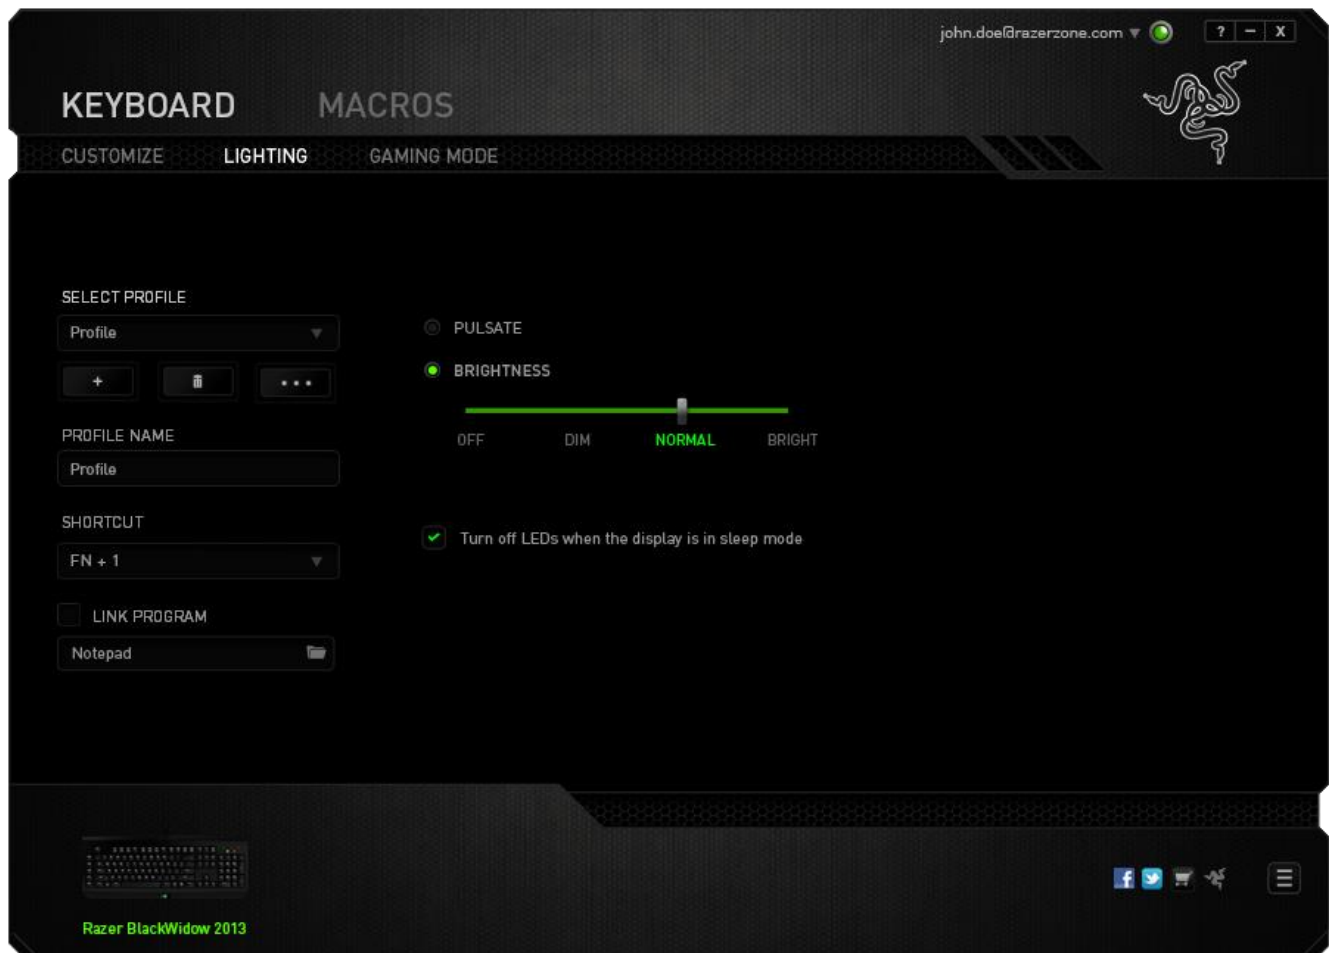 john.doe@razerzone.com
? – X
KEYBOARD MACROS
CUSTOMIZE LIGHTING GAMING MODE
SELECT PROFILE
Profile
+ ...
PROFILE NAME
Profile
SHORTCUT
FN + 1
LINK PROGRAM
Notepad
PULSATE
BRIGHTNESS
OFF DIM NORMAL BRIGHT
Turn off LEDs when the display is in sleep mode
Razer BlackWidow 2013